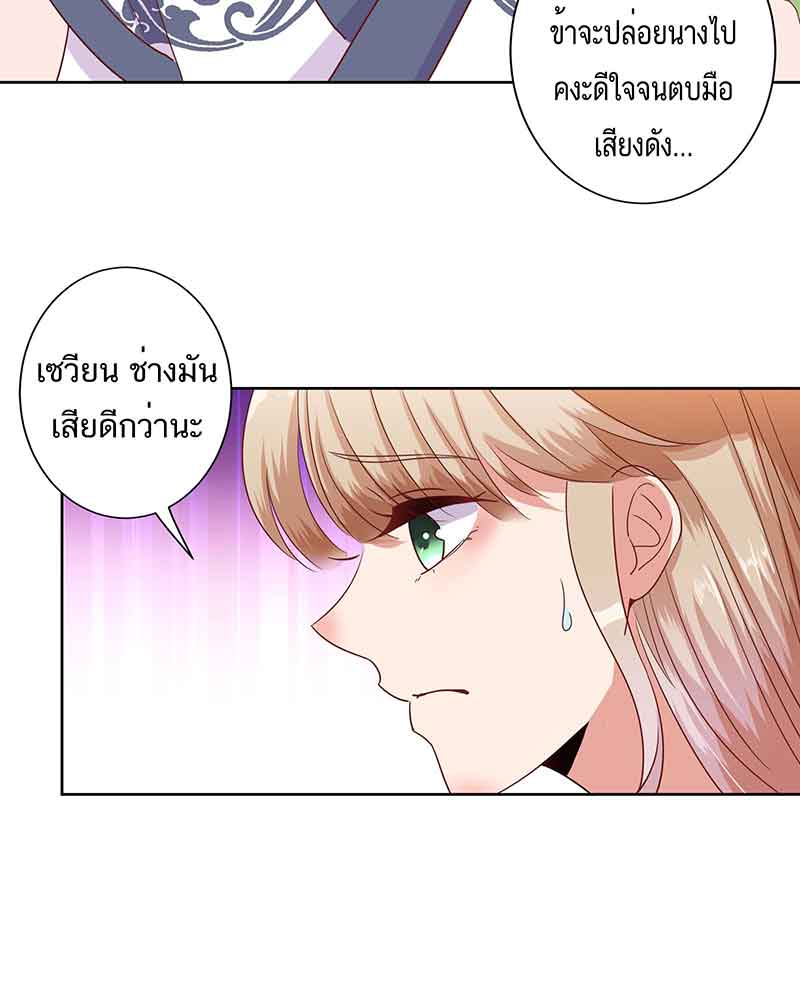 ข้าจะปล่อยนางไป
คงะดีใจจนตบมือ
เสียงดัง...
เซวียน ช่างมัน
เสียดีกว่านะ